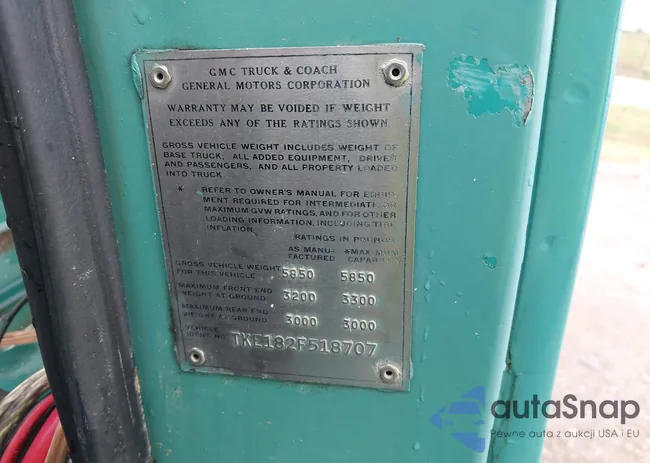 GMC TRUCK & COACH
GENERAL MOTORS CORPORATION
WARRANTY MAY BE VOIDED IF WEIGHT
EXCEEDS ANY OF THE RATINGS SHOWN.
GROSS VEHICLE WEIGHT INCLUDES WEIGHT OF
BASE TRUCK, ALL ADDED EQUIPMENT, DRIVER
AND PASSENGERS, AND ALL PROPERTY LOADED
INTO TRUCK
* REFER TO OWNER'S MANUAL FOR EQUIP-
MENT REQUIRED FOR INTERMEDIATE OR
MAXIMUM GVW RATINGS, AND FOR OTHER
LOADING INFORMATION, INCLUDING TIRE
INFLATION.
RATINGS IN POUNDS
AS MANU- *MAXIMUM
FACTURED CAPABILITY
GROSS VEHICLE WEIGHT
FOR THIS VEHICLE 5850 5850
MAXIMUM FRONT END
WEIGHT AT GROUND 3200 3300
MAXIMUM REAR END
WEIGHT AT GROUND 3000 3000
VEHICLE
IDENT NO. TKE182F518707
autaSnap
Pewne auta z aukcji USA i EU